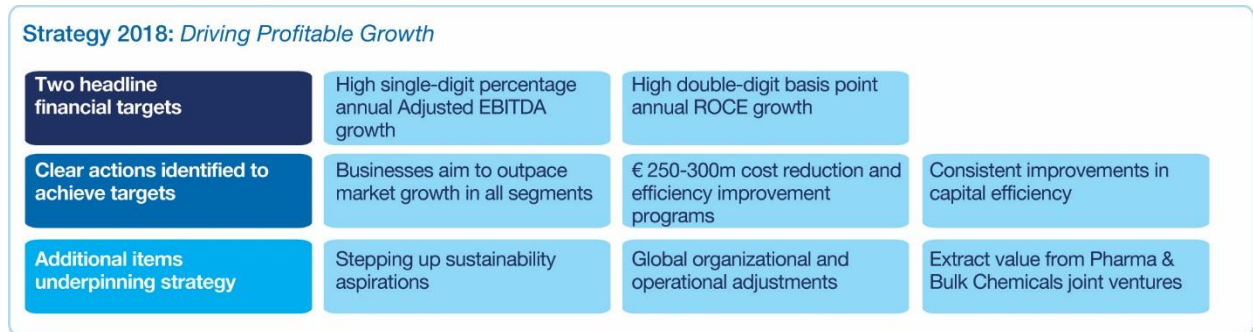 Strategy 2018: Driving Profitable Growth
Two headline
financial targets
High single-digit percentage
annual Adjusted EBITDA
growth
High double-digit basis point
annual ROCE growth
Clear actions identified to
achieve targets
Businesses aim to outpace
market growth in all segments
€ 250-300m cost reduction and
efficiency improvement
programs
Consistent improvements in
capital efficiency
Additional items
underpinning strategy
Stepping up sustainability
aspirations
Global organizational and
operational adjustments
Extract value from Pharma &
Bulk Chemicals joint ventures